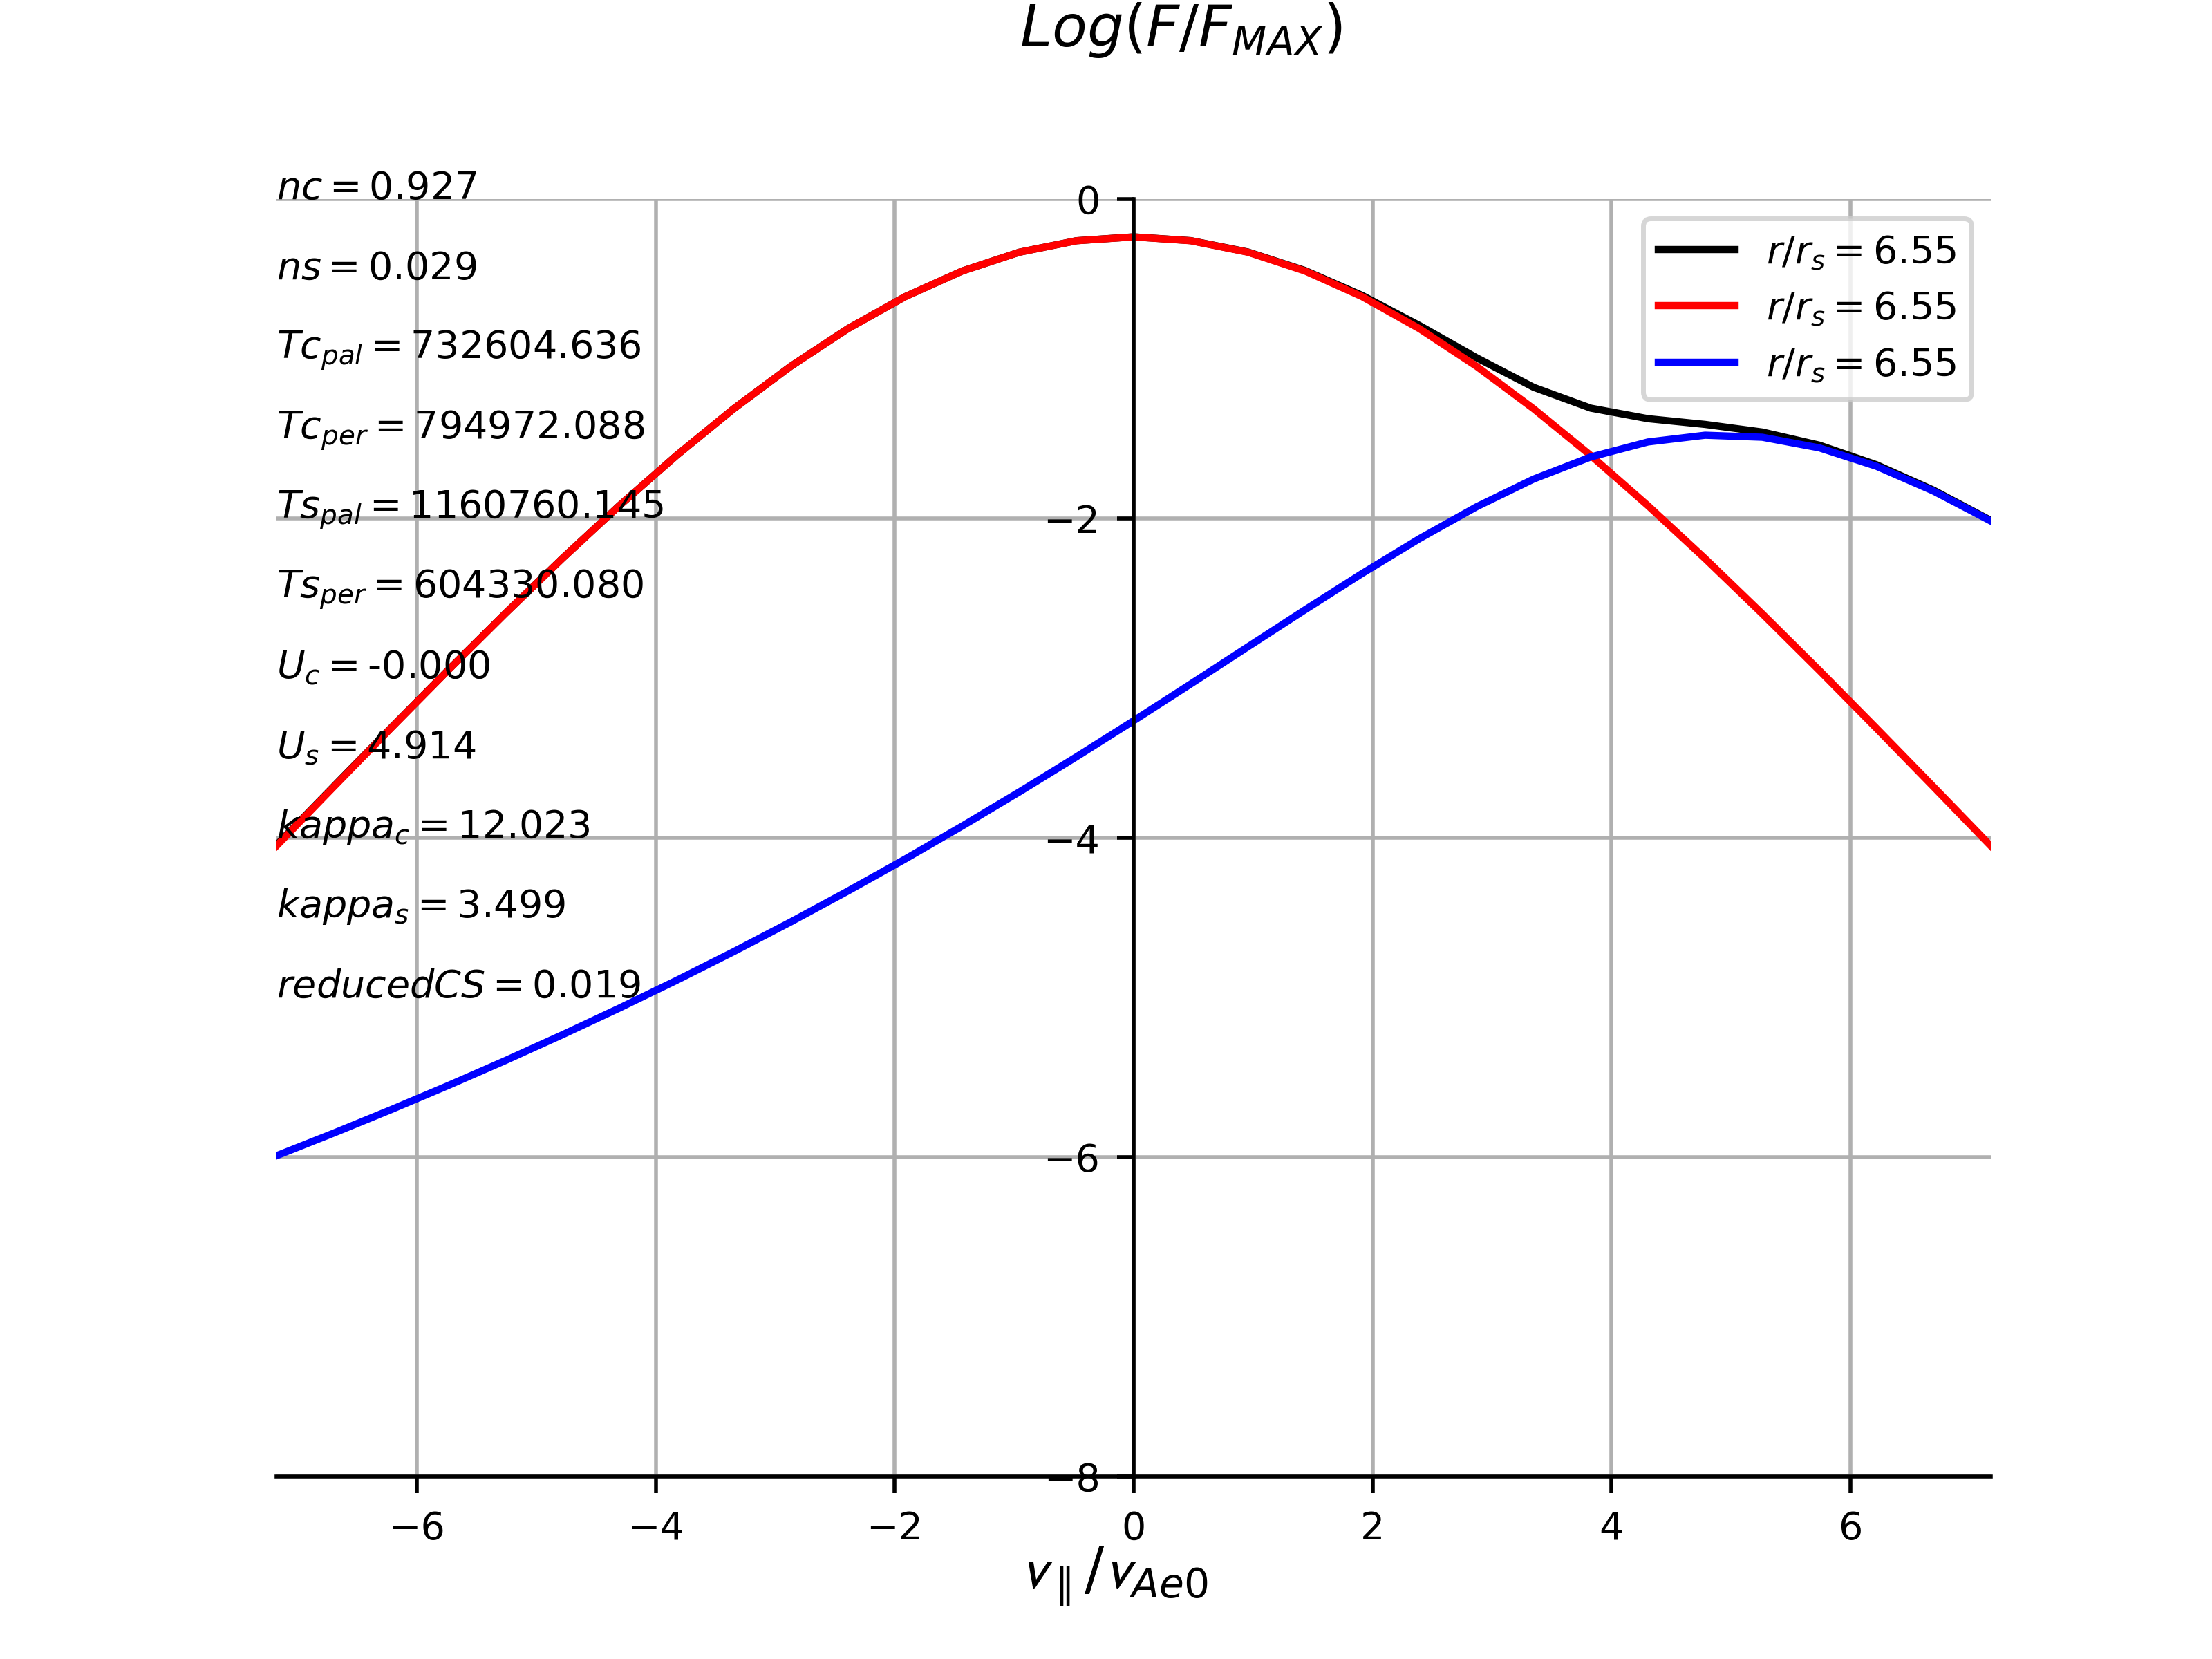 Log(F/F_MAX)
nc = 0.927
ns = 0.029
Tc_pal = 732604.636
Tc_per = 794972.088
Ts_pal = 1160760.145
Ts_per = 604330.080
U_c = -0.000
U_s = 4.914
kappa_c = 12.023
kappa_s = 3.499
reducedCS = 0.019
r/r_s = 6.55
r/r_s = 6.55
r/r_s = 6.55
0
−2
−4
−6
−8
−6 −4 −2 0 2 4 6
v_∥/v_Ae0